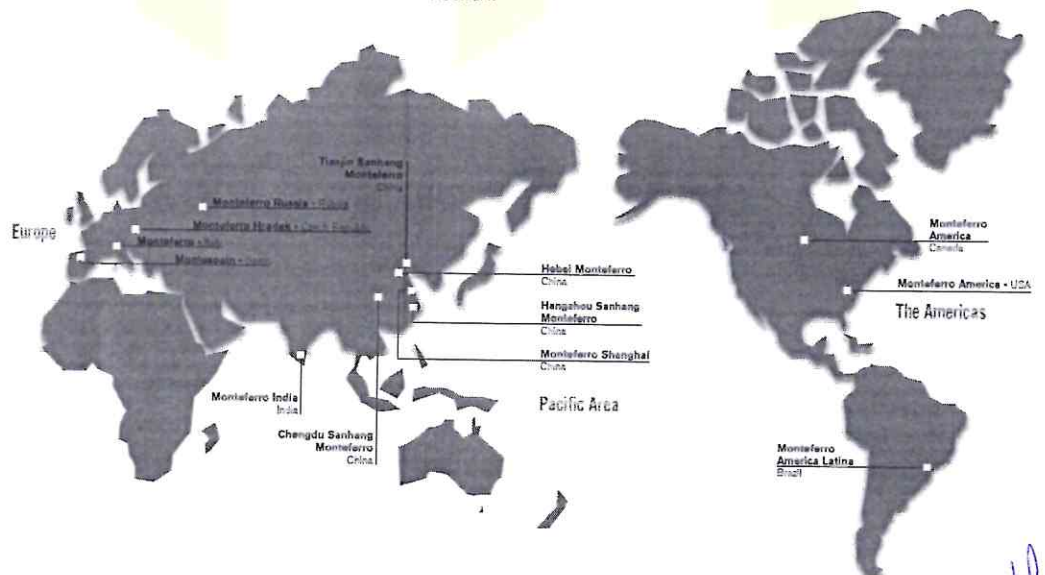 Tianjin Sanhang
Monteferro
China
Monteferro Russia - Russia
Europe
Monteferro Hradek - Czech Republic
Monteferro - Italy
Montespain - Spain
Hebei Monteferro
China
Hangzhou Sanhang
Monteferro
China
Monteferro Shanghai
China
Monteferro India
India
Pacific Area
Chengdu Sanhang
Monteferro
China
Monteferro
America
Canada
Monteferro America - USA
The Americas
Monteferro
America Latina
Brazil